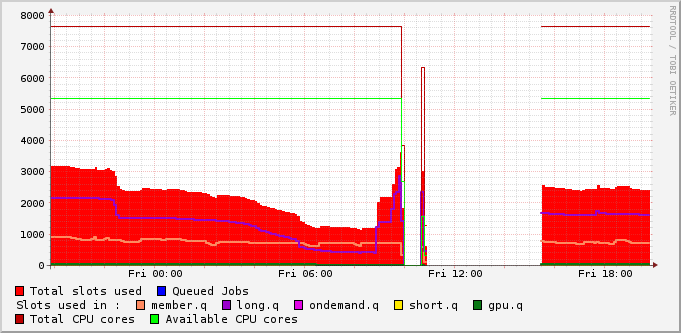 8000
7000
6000
5000
4000
3000
2000
1000
0
Fri 00:00 Fri 06:00 Fri 12:00 Fri 18:00
RRDTOOL / TOBI OETIKER
Total slots used Queued Jobs
Slots used in : member.q long.q ondemand.q short.q gpu.q
Total CPU cores Available CPU cores